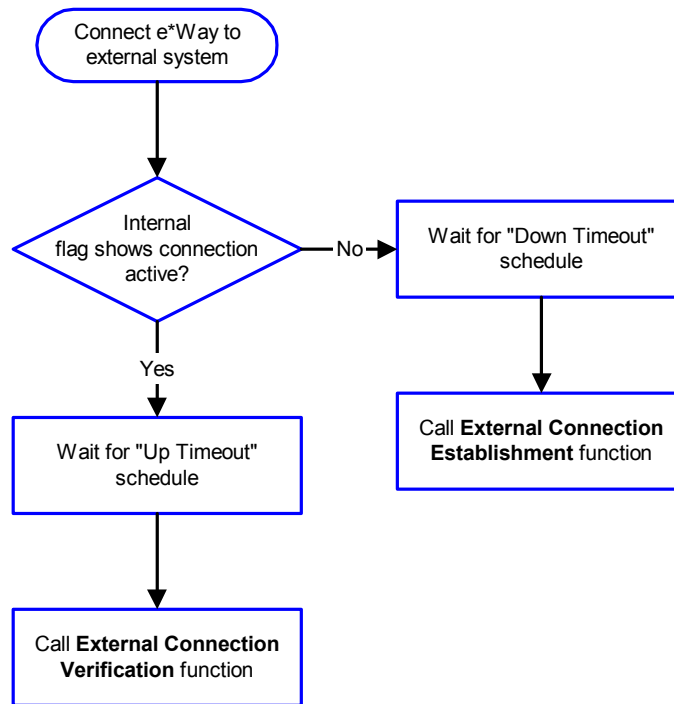 Connect e*Way to
external system
Internal
flag shows connection
active?
No
Wait for "Down Timeout"
schedule
Yes
Call External Connection
Establishment function
Wait for "Up Timeout"
schedule
Call External Connection
Verification function